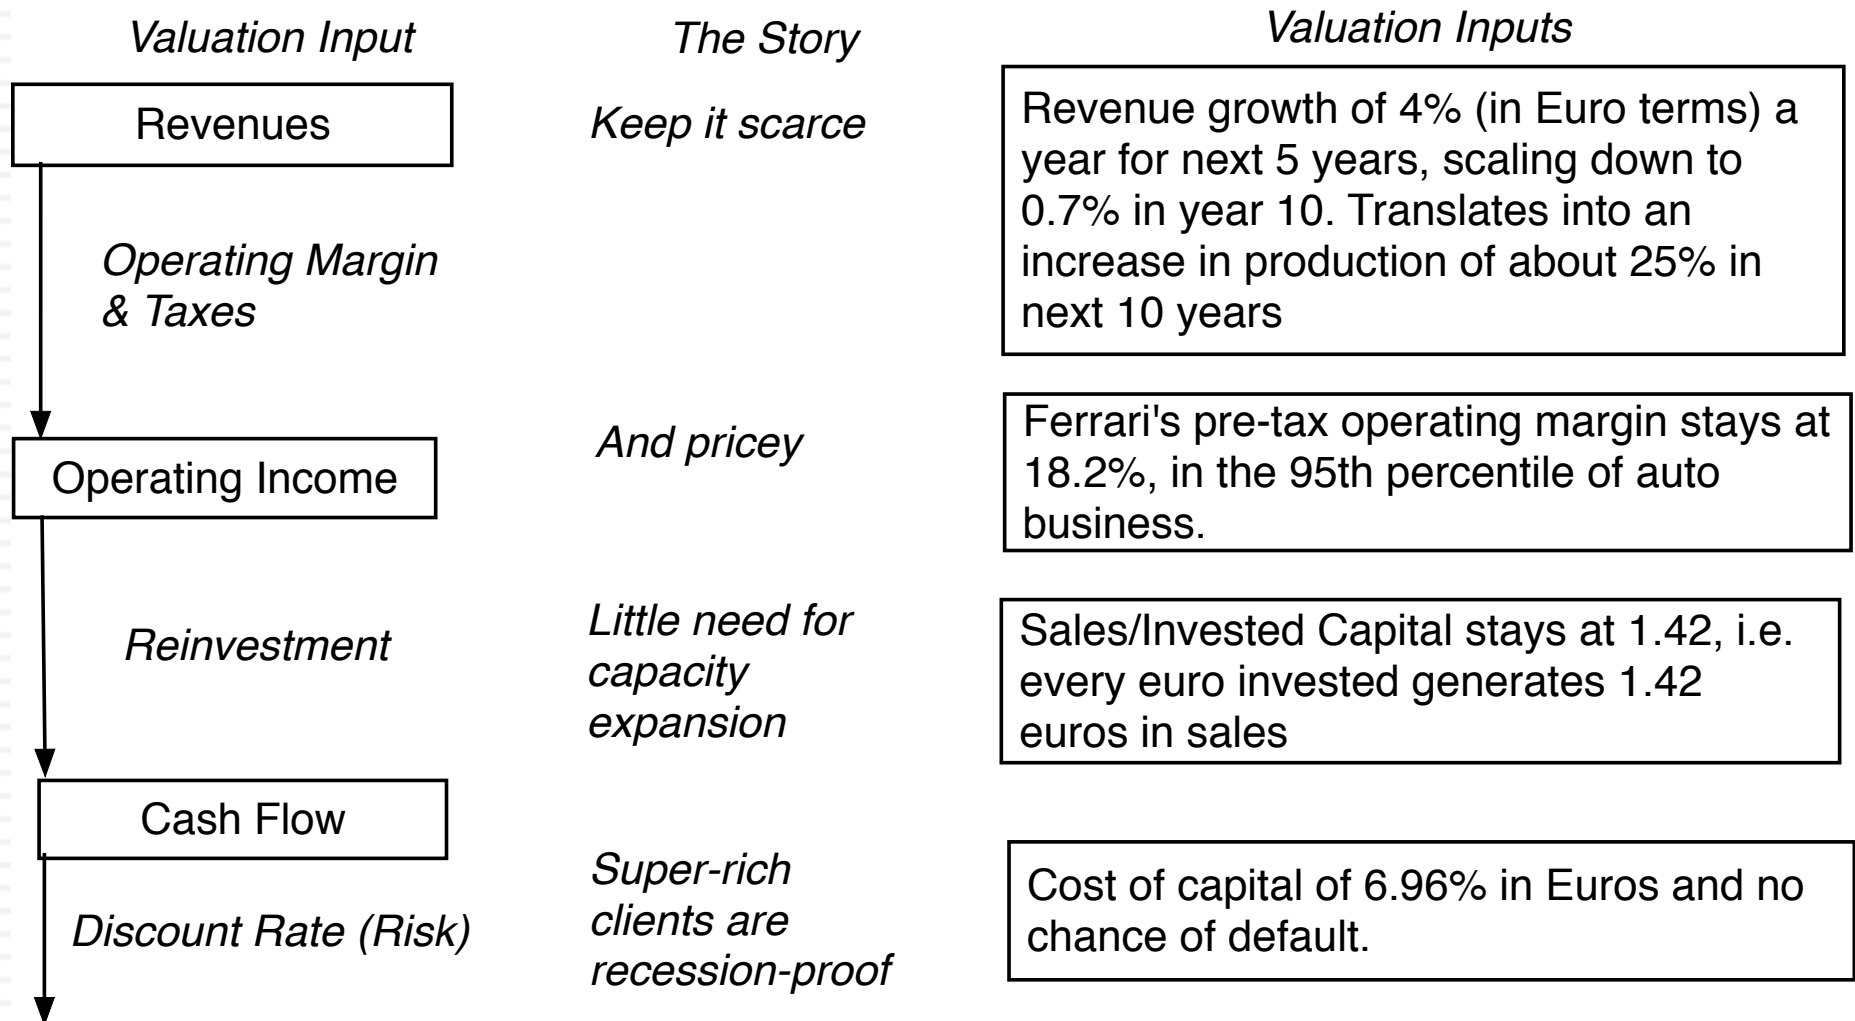 Valuation Input
The Story
Valuation Inputs
Revenues
Keep it scarce
Revenue growth of 4% (in Euro terms) a
year for next 5 years, scaling down to
0.7% in year 10. Translates into an
increase in production of about 25% in
next 10 years
Operating Margin
& Taxes
Operating Income
And pricey
Ferrari's pre-tax operating margin stays at
18.2%, in the 95th percentile of auto
business.
Reinvestment
Little need for
capacity
expansion
Sales/Invested Capital stays at 1.42, i.e.
every euro invested generates 1.42
euros in sales
Cash Flow
Discount Rate (Risk)
Super-rich
clients are
recession-proof
Cost of capital of 6.96% in Euros and no
chance of default.